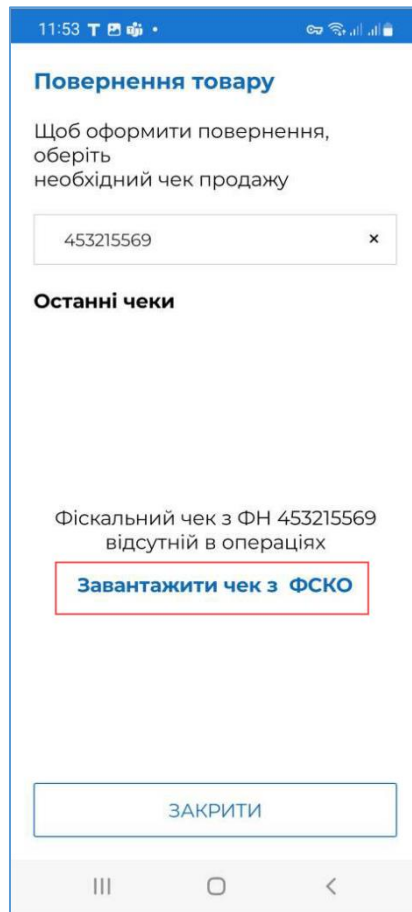 11:53
Повернення товару
Щоб оформити повернення,
оберіть
необхідний чек продажу
453215569 ×
Останні чеки
Фіскальний чек з ФН 453215569
відсутній в операціях
Завантажити чек з ФСКО
ЗАКРИТИ